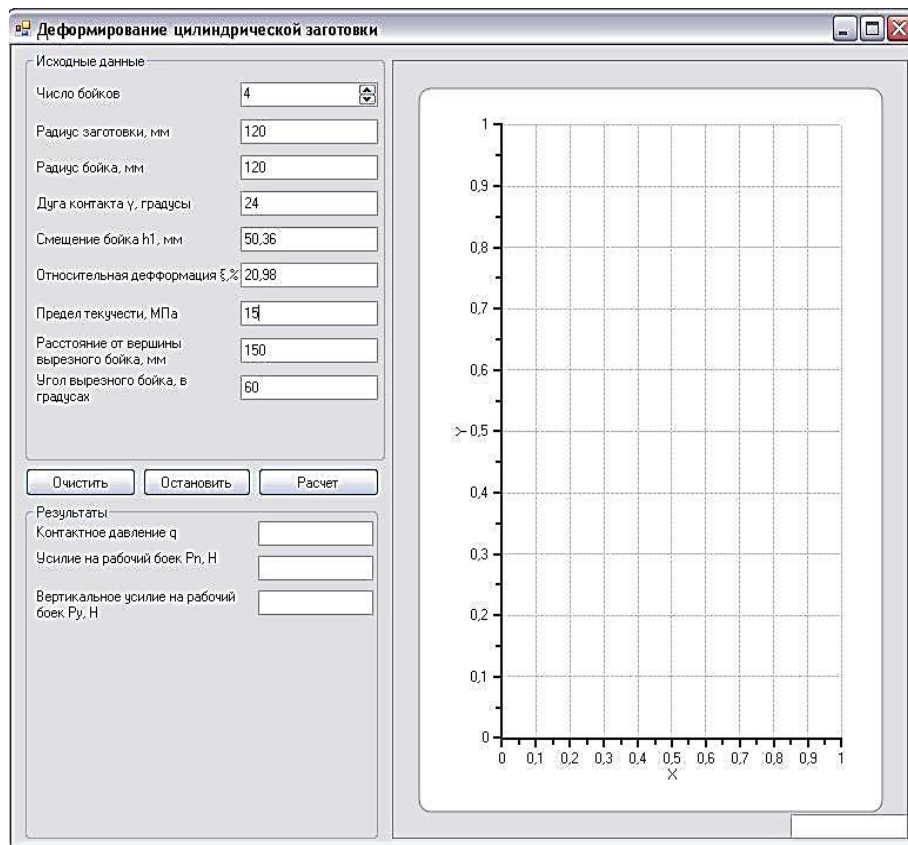 Деформирование цилиндрической заготовки
Исходные данные
Число бойков 4
Радиус заготовки, мм 120
Радиус бойка, мм 120
Дуга контакта γ, градусы 24
Смещение бойка h1, мм 50,36
Относительная дефформация ξ,% 20,98
Предел текучести, МПа 15
Расстояние от вершины
вырезного бойка, мм 150
Угол вырезного бойка, в
градусах 60
Очистить Остановить Расчет
Результаты
Контактное давление q
Усилие на рабочий боек Pn, Н
Вертикальное усилие на рабочий
боек Py, Н
1
0,9
0,8
0,7
0,6
Y 0,5
0,4
0,3
0,2
0,1
0
0 0,1 0,2 0,3 0,4 0,5 0,6 0,7 0,8 0,9 1
X